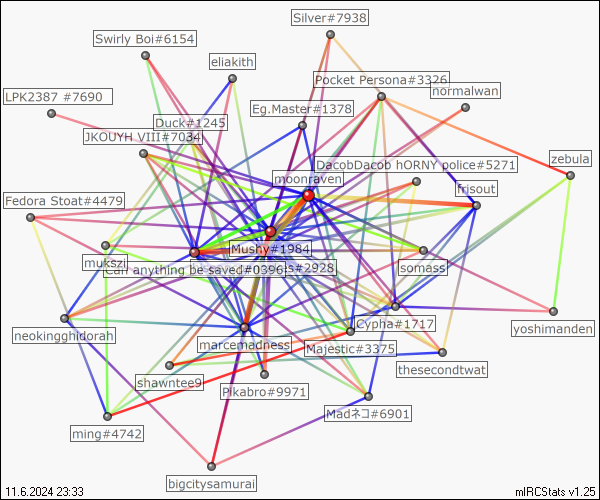 Silver#7938
Swirly Boi#6154
eliakith
Pocket Persona#3326
normalwan
LPK2387 #7690
Eg.Master#1378
Duck#1245
JKOUYH VIII#7034
DacobDacob hORNY police#5271
zebula
moonraven
frisout
Fedora Stoat#4479
Mushy#1984
mukszil
Can anything be saved#0396
s#2928
somass
neokingghidorah
Cypha#1717
yoshimanden
marcemadness
Majestic#3375
thesecondtwat
shawntee9
Pikabro#9971
Madネコ#6901
ming#4742
bigcitysamurai
11.6.2024 23:33
mIRCStats v1.25